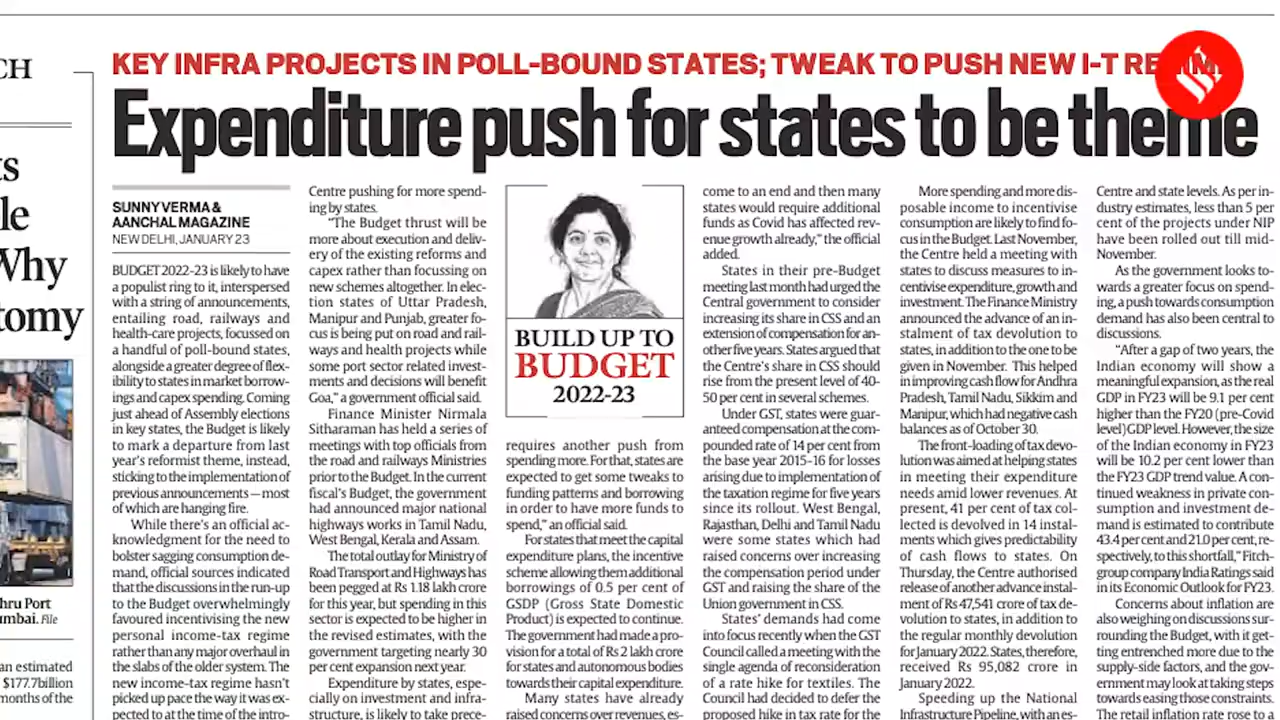 CH
ts
le
Why
tomy
hru Port
umbai. File
an estimated
$177.7billion
months of the
KEY INFRA PROJECTS IN POLL-BOUND STATES; TWEAK TO PUSH NEW I-T
Expenditure push for states to be theme
SUNNY VERMA &
AANCHAL MAGAZINE
NEW DELHI, JANUARY 23
BUDGET 2022-23 is likely to have
a populist ring to it, interspersed
with a string of announcements,
entailing road, railways and
health-care projects, focussed on
a handful of poll-bound states,
alongside a greater degree of flex-
ibility to states in market borrow-
ings and capex spending. Coming
just ahead of Assembly elections
in key states, the Budget is likely
to mark a departure from last
year's reformist theme, instead,
sticking to the implementation of
previous announcements — most
of which are hanging fire.
While there's an official ac-
knowledgment for the need to
bolster sagging consumption de-
mand, official sources indicated
that the discussions in the run-up
to the Budget overwhelmingly
favoured incentivising the new
personal income-tax regime
rather than any major overhaul in
the slabs of the older system. The
new income-tax regime hasn't
picked up pace the way it was ex-
pected to at the time of the intro-
Centre pushing for more spend-
ing by states.
"The Budget thrust will be
more about execution and deliv-
ery of the existing reforms and
capex rather than focussing on
new schemes altogether. In elec-
tion states of Uttar Pradesh,
Manipur and Punjab, greater fo-
cus is being put on road and rail-
ways and health projects while
some port sector related invest-
ments and decisions will benefit
Goa," a government official said.
Finance Minister Nirmala
Sitharaman has held a series of
meetings with top officials from
the road and railways Ministries
prior to the Budget. In the current
fiscal's Budget, the government
had announced major national
highways works in Tamil Nadu,
West Bengal, Kerala and Assam.
The total outlay for Ministry of
Road Transport and Highways has
been pegged at Rs 1.18 lakh crore
for this year, but spending in this
sector is expected to be higher in
the revised estimates, with the
government targeting nearly 30
per cent expansion next year.
Expenditure by states, espe-
cially on investment and infra-
structure, is likely to take prece-
BUILD UP TO
BUDGET
2022-23
requires another push from
spending more. For that, states are
expected to get some tweaks to
funding patterns and borrowing
in order to have more funds to
spend," an official said.
For states that meet the capital
expenditure plans, the incentive
scheme allowing them additional
borrowings of 0.5 per cent of
GSDP (Gross State Domestic
Product) is expected to continue.
The government had made a pro-
vision for a total of Rs 2 lakh crore
for states and autonomous bodies
towards their capital expenditure.
Many states have already
raised concerns over revenues, es-
come to an end and then many
states would require additional
funds as Covid has affected rev-
enue growth already," the official
added.
States in their pre-Budget
meeting last month had urged the
Central government to consider
increasing its share in CSS and an
extension of compensation for an-
other five years. States argued that
the Centre's share in CSS should
rise from the present level of 40-
50 per cent in several schemes.
Under GST, states were guar-
anteed compensation at the com-
pounded rate of 14 per cent from
the base year 2015-16 for losses
arising due to implementation of
the taxation regime for five years
since its rollout. West Bengal,
Rajasthan, Delhi and Tamil Nadu
were some states which had
raised concerns over increasing
the compensation period under
GST and raising the share of the
Union government in CSS.
States' demands had come
into focus recently when the GST
Council called a meeting with the
single agenda of reconsideration
of a rate hike for textiles. The
Council had decided to defer the
proposed hike in tax rate for the
More spending and more dis-
posable income to incentivise
consumption are likely to find fo-
cus in the Budget. Last November,
the Centre held a meeting with
states to discuss measures to in-
centivise expenditure, growth and
investment. The Finance Ministry
announced the advance of an in-
stalment of tax devolution to
states, in addition to the one to be
given in November. This helped
in improving cash flow for Andhra
Pradesh, Tamil Nadu, Sikkim and
Manipur, which had negative cash
balances as of October 30.
The front-loading of tax devo-
lution was aimed at helping states
in meeting their expenditure
needs amid lower revenues. At
present, 41 per cent of tax col-
lected is devolved in 14 instal-
ments which gives predictability
of cash flows to states. On
Thursday, the Centre authorised
release of another advance instal-
ment of Rs 47,541 crore of tax de-
volution to states, in addition to
the regular monthly devolution
for January 2022. States, therefore,
received Rs 95,082 crore in
January 2022.
Speeding up the National
Infrastructure Pipeline, with an es-
Centre and state levels. As per in-
dustry estimates, less than 5 per
cent of the projects under NIP
have been rolled out till mid-
November.
As the government looks to-
wards a greater focus on spend-
ing, a push towards consumption
demand has also been central to
discussions.
"After a gap of two years, the
Indian economy will show a
meaningful expansion, as the real
GDP in FY23 will be 9.1 per cent
higher than the FY20 (pre-Covid
level) GDP level. However, the size
of the Indian economy in FY23
will be 10.2 per cent lower than
the FY23 GDP trend value. A con-
tinued weakness in private con-
sumption and investment de-
mand is estimated to contribute
43.4 per cent and 21.0 per cent, re-
spectively, to this shortfall," Fitch-
group company India Ratings said
in its Economic Outlook for FY23.
Concerns about inflation are
also weighing on discussions sur-
rounding the Budget, with it get-
ting entrenched more due to the
supply-side factors, and the gov-
ernment may look at taking steps
towards easing those constraints.
The retail inflation rate rose to a